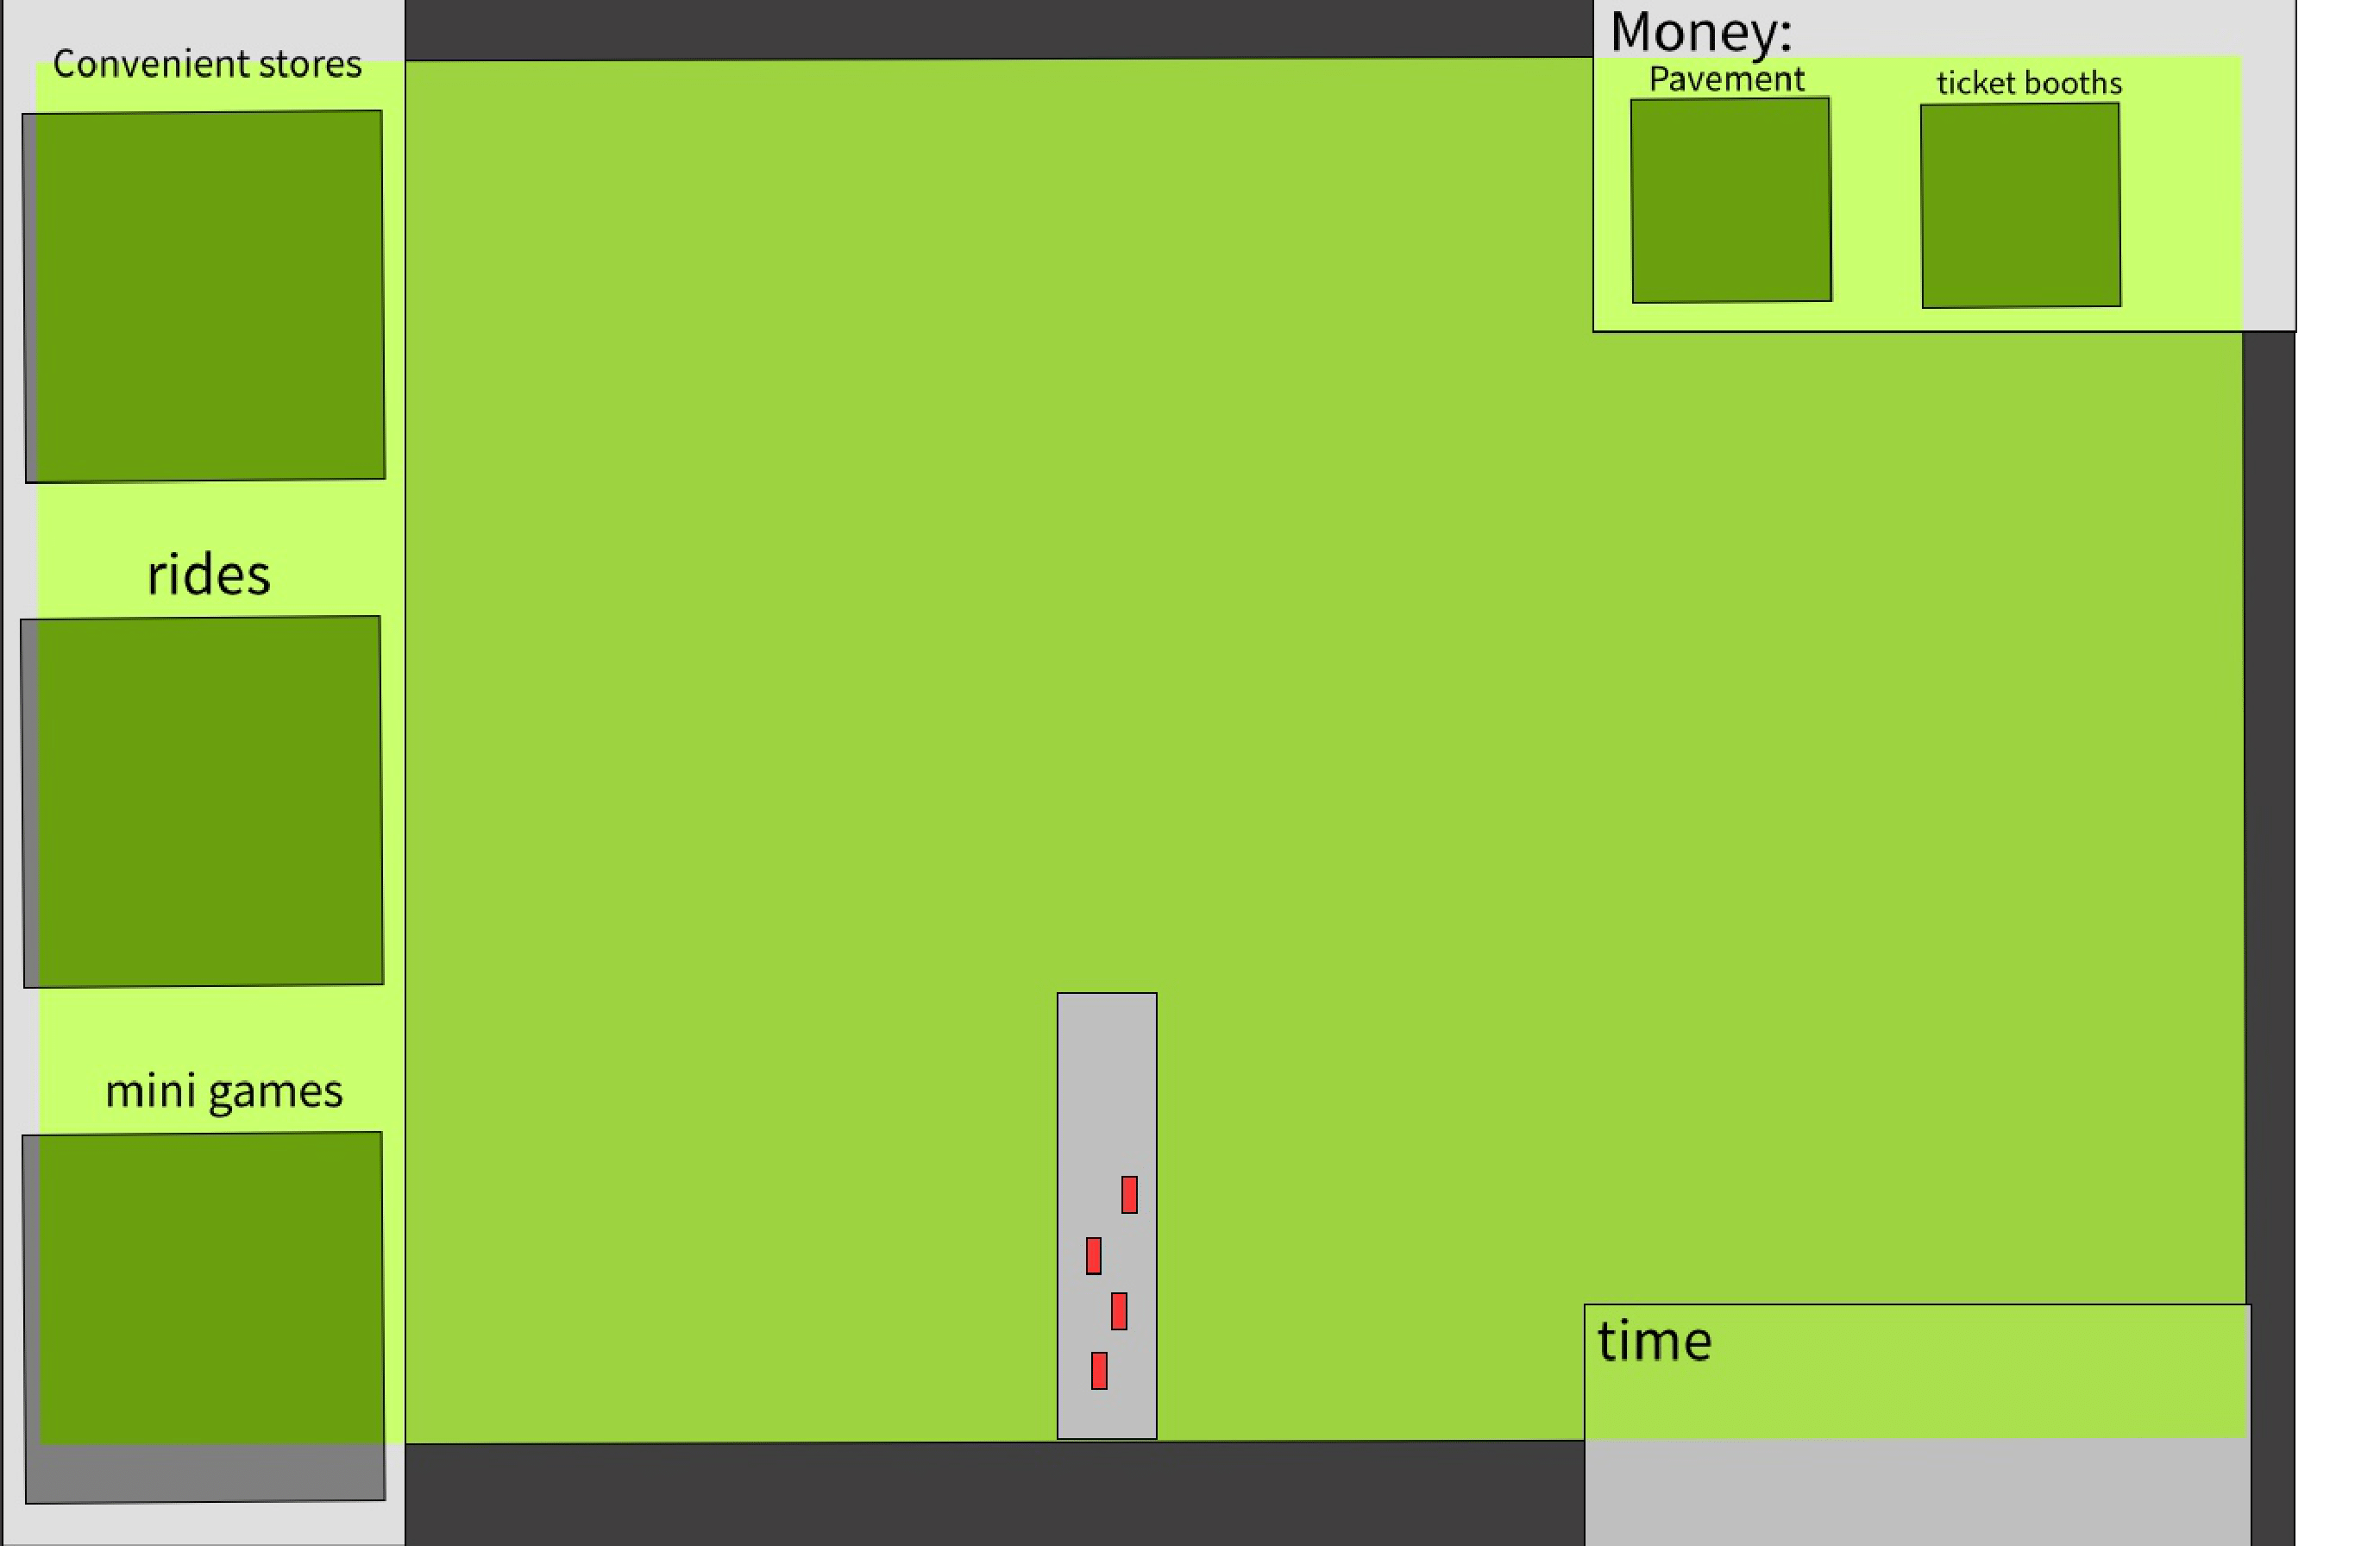 Convenient stores
rides
mini games
Money:
Pavement
ticket booths
time